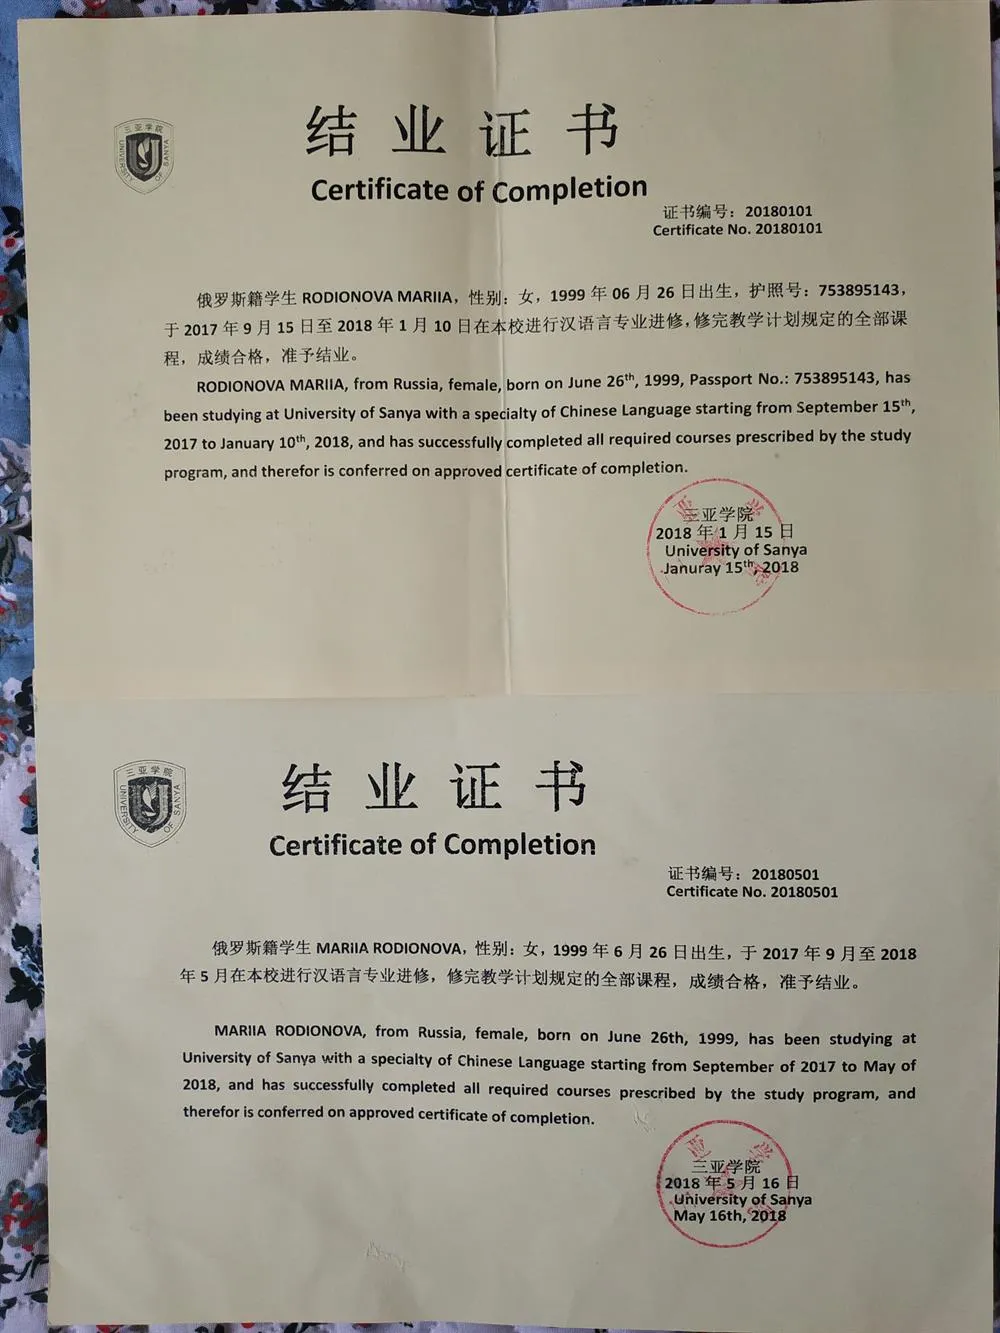 三亚学院
UNIVERSITY OF SANYA
结业证书
Certificate of Completion
证书编号：20180101
Certificate No. 20180101
俄罗斯籍学生 RODIONOVA MARIIA，性别：女，1999 年 06 月 26 日出生，护照号：753895143，
于 2017 年 9 月 15 日至 2018 年 1 月 10 日在本校进行汉语言专业进修，修完教学计划规定的全部课
程，成绩合格，准予结业。
RODIONOVA MARIIA, from Russia, female, born on June 26th, 1999, Passport No.: 753895143, has
been studying at University of Sanya with a specialty of Chinese Language starting from September 15th,
2017 to January 10th, 2018, and has successfully completed all required courses prescribed by the study
program, and therefor is conferred on approved certificate of completion.
三亚学院
2018 年 1 月 15 日
University of Sanya
Januray 15th, 2018
三亚学院
UNIVERSITY OF SANYA
结业证书
Certificate of Completion
证书编号：20180501
Certificate No. 20180501
俄罗斯籍学生 MARIIA RODIONOVA，性别：女，1999 年 6 月 26 日出生，于 2017 年 9 月至 2018
年 5 月在本校进行汉语言专业进修，修完教学计划规定的全部课程，成绩合格，准予结业。
MARIIA RODIONOVA, from Russia, female, born on June 26th, 1999, has been studying at
University of Sanya with a specialty of Chinese Language starting from September of 2017 to May of
2018, and has successfully completed all required courses prescribed by the study program, and
therefor is conferred on approved certificate of completion.
三亚学院
2018 年 5 月 16 日
University of Sanya
May 16th, 2018